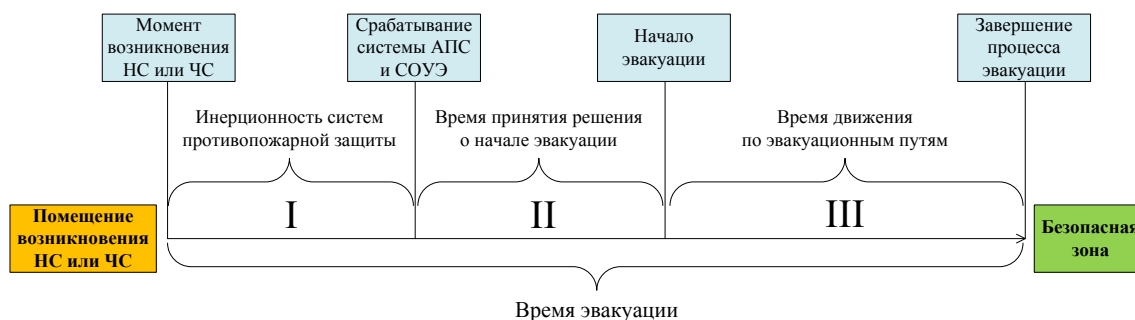 Момент
возникновения
НС или ЧС
Срабатывание
системы АПС
и СОУЭ
Начало
эвакуации
Завершение
процесса
эвакуации
Инерционность систем
противопожарной защиты
Время принятия решения
о начале эвакуации
Время движения
по эвакуационным путям
Помещение
возникновения
НС или ЧС
I
II
III
Безопасная
зона
Время эвакуации